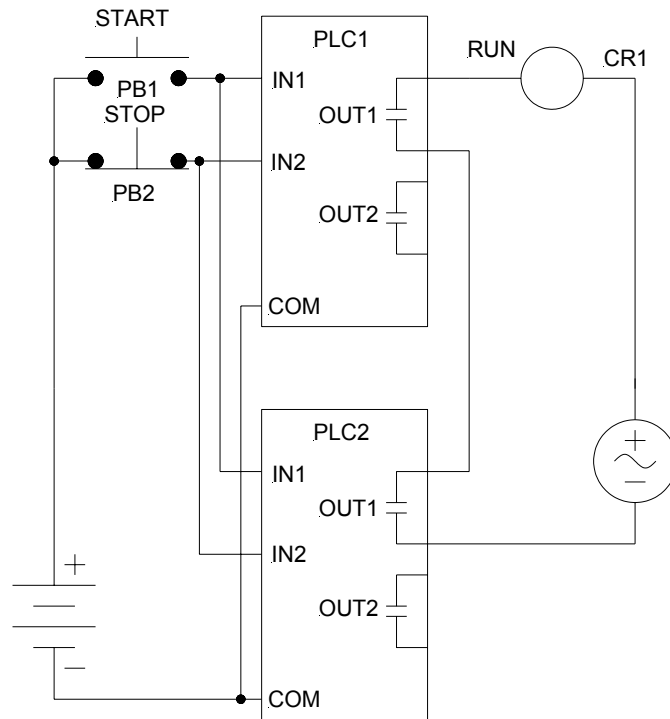 START
PLC1
RUN
CR1
PB1
IN1
STOP
OUT1
IN2
PB2
OUT2
COM
PLC2
+
IN1
OUT1
−
IN2
+
OUT2
−
COM